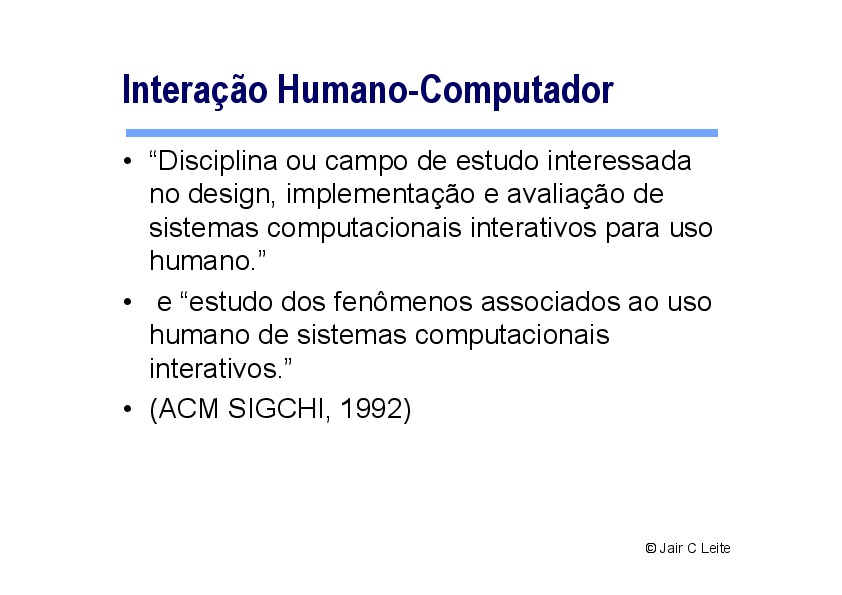 Interação Humano-Computador
• “Disciplina ou campo de estudo interessada
no design, implementação e avaliação de
sistemas computacionais interativos para uso
humano.”
• e “estudo dos fenômenos associados ao uso
humano de sistemas computacionais
interativos.”
• (ACM SIGCHI, 1992)
© Jair C Leite